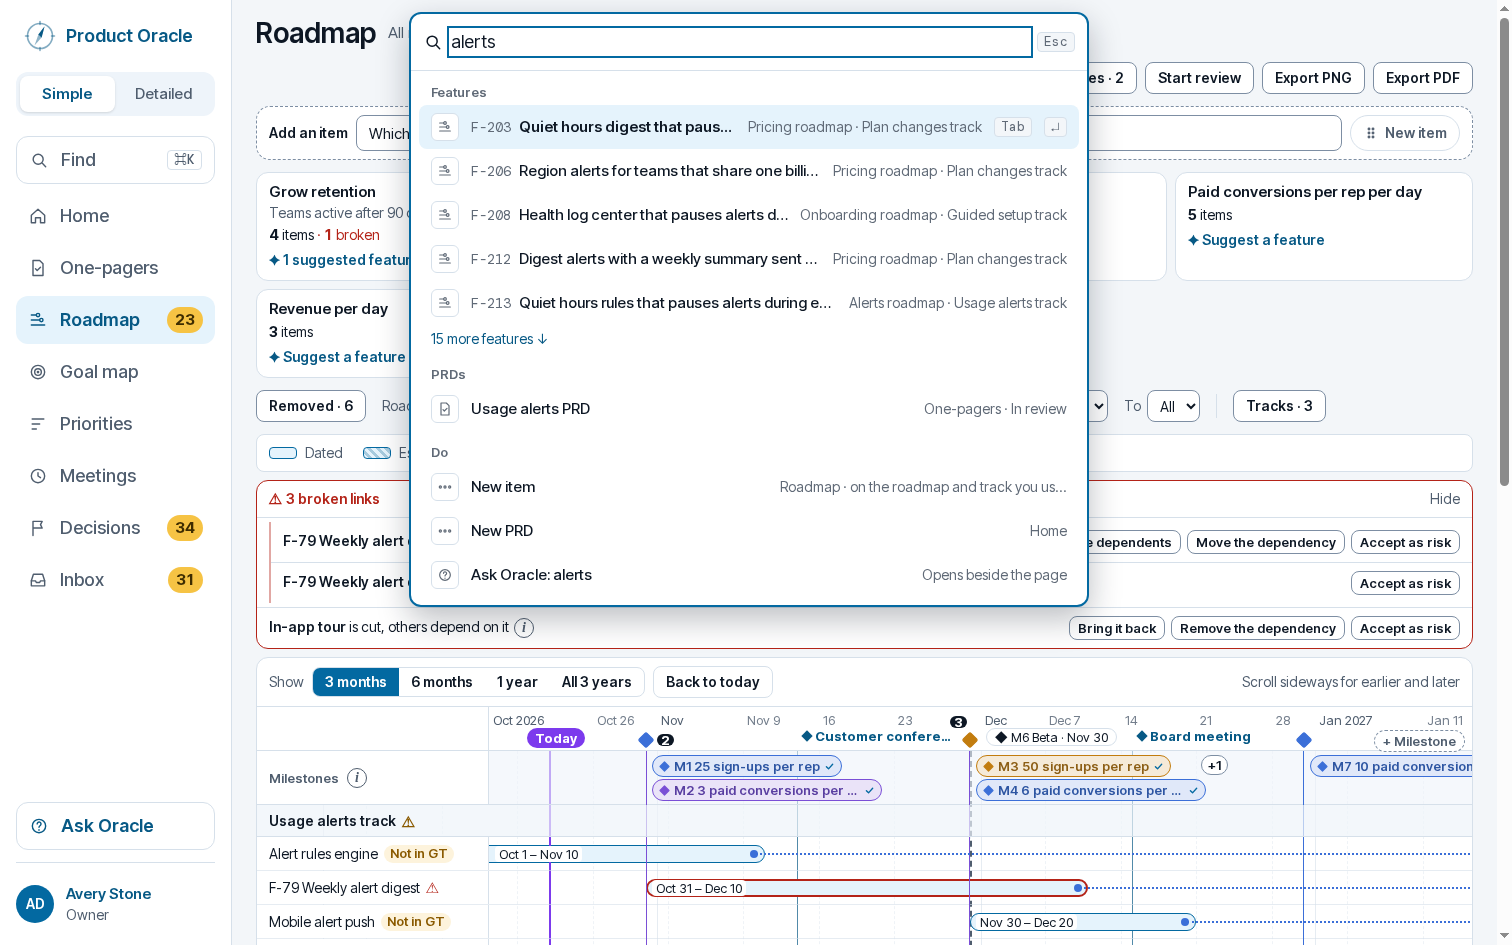 Product Oracle
Simple
Detailed
Find
⌘K
Home
One-pagers
Roadmap
23
Goal map
Priorities
Meetings
Decisions
34
Inbox
31
Ask Oracle
AD
Avery Stone
Owner
Roadmap
All
alerts
Esc
es · 2
Start review
Export PNG
Export PDF
Add an item
Which
New item
Features
F-203 Quiet hours digest that paus... Pricing roadmap · Plan changes track Tab ↵
F-206 Region alerts for teams that share one billi... Pricing roadmap · Plan changes track
F-208 Health log center that pauses alerts d... Onboarding roadmap · Guided setup track
F-212 Digest alerts with a weekly summary sent ... Pricing roadmap · Plan changes track
F-213 Quiet hours rules that pauses alerts during e... Alerts roadmap · Usage alerts track
15 more features ↓
PRDs
Usage alerts PRD One-pagers · In review
Do
New item Roadmap · on the roadmap and track you us...
New PRD Home
Ask Oracle: alerts Opens beside the page
Grow retention
Teams active after 90 d
4 items · 1 broken
1 suggested featur
Paid conversions per rep per day
5 items
Suggest a feature
Revenue per day
3 items
Suggest a feature
Removed · 6
Road
To
All
Tracks · 3
Dated
Es
⚠ 3 broken links
Hide
F-79 Weekly alert
e dependents
Move the dependency
Accept as risk
F-79 Weekly alert
Accept as risk
In-app tour is cut, others depend on it i
Bring it back
Remove the dependency
Accept as risk
Show
3 months
6 months
1 year
All 3 years
Back to today
Scroll sideways for earlier and later
Oct 2026
Oct 26
Nov
Nov 9
16
23
3
Dec
Dec 7
14
21
28
Jan 2027
Jan 11
Today
2
Customer confere...
M6 Beta · Nov 30
Board meeting
+ Milestone
Milestones i
M1 25 sign-ups per rep ✓
M3 50 sign-ups per rep ✓
+1
M7 10 paid conversion
M2 3 paid conversions per ... ✓
M4 6 paid conversions per ... ✓
Usage alerts track ⚠
Alert rules engine Not in GT
Oct 1 – Nov 10
F-79 Weekly alert digest ⚠
Oct 31 – Dec 10
Mobile alert push Not in GT
Nov 30 – Dec 20